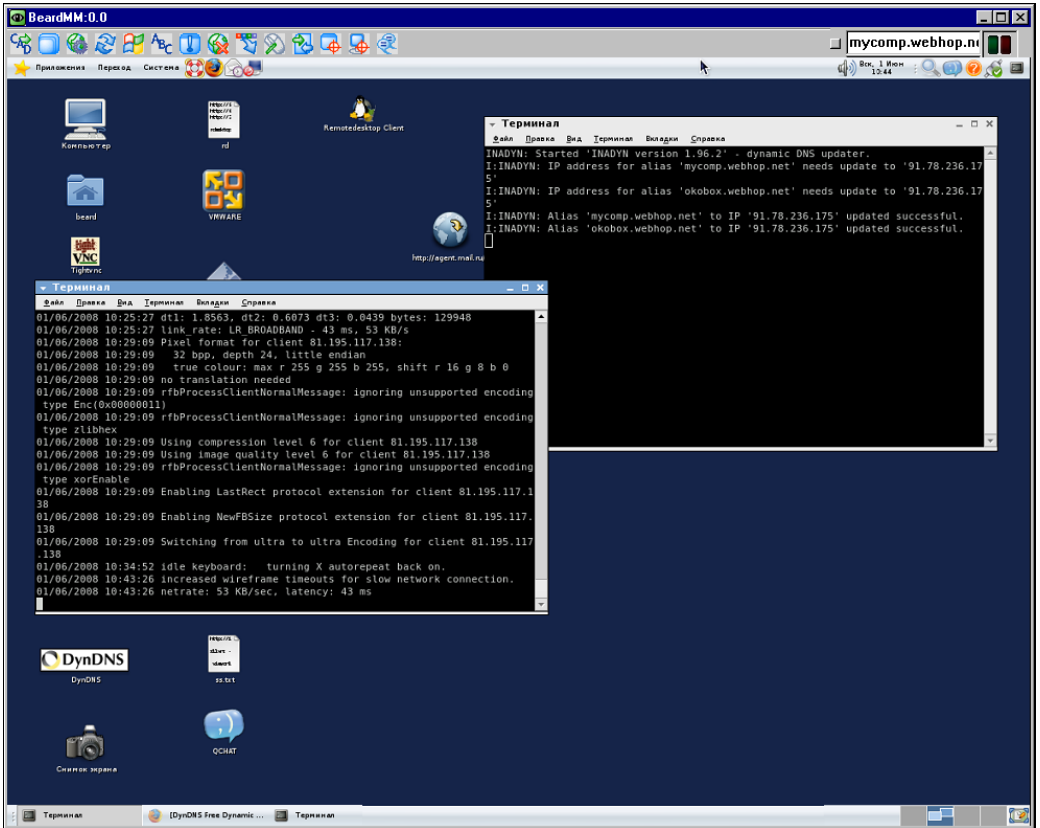 BeardMM:0.0
mycomp.webhop.n
Приложения Переход Система
Вск, 1 Июн
10:44
Компьютер
rd
Remotedesktop Client
beard
VMWARE
VNC
Tightvnc
http://agent.mail.ru
Терминал
Файл Правка Вид Терминал Вкладки Справка
INADYN: Started 'INADYN version 1.96.2' - dynamic DNS updater.
I:INADYN: IP address for alias 'mycomp.webhop.net' needs update to '91.78.236.17
5'
I:INADYN: IP address for alias 'okobox.webhop.net' needs update to '91.78.236.17
5'
I:INADYN: Alias 'mycomp.webhop.net' to IP '91.78.236.175' updated successful.
I:INADYN: Alias 'okobox.webhop.net' to IP '91.78.236.175' updated successful.
Терминал
Файл Правка Вид Терминал Вкладки Справка
01/06/2008 10:25:27 dt1: 1.8563, dt2: 0.6073 dt3: 0.0439 bytes: 129948
01/06/2008 10:25:27 link_rate: LR_BROADBAND - 43 ms, 53 KB/s
01/06/2008 10:29:09 Pixel format for client 81.195.117.138:
01/06/2008 10:29:09   32 bpp, depth 24, little endian
01/06/2008 10:29:09   true colour: max r 255 g 255 b 255, shift r 16 g 8 b 0
01/06/2008 10:29:09 no translation needed
01/06/2008 10:29:09 rfbProcessClientNormalMessage: ignoring unsupported encoding
type Enc(0x00000011)
01/06/2008 10:29:09 rfbProcessClientNormalMessage: ignoring unsupported encoding
type zlibhex
01/06/2008 10:29:09 Using compression level 6 for client 81.195.117.138
01/06/2008 10:29:09 Using image quality level 6 for client 81.195.117.138
01/06/2008 10:29:09 rfbProcessClientNormalMessage: ignoring unsupported encoding
type xorEnable
01/06/2008 10:29:09 Enabling LastRect protocol extension for client 81.195.117.1
38
01/06/2008 10:29:09 Enabling NewFBSize protocol extension for client 81.195.117.
138
01/06/2008 10:29:09 Switching from ultra to ultra Encoding for client 81.195.117
.138
01/06/2008 10:34:52 idle keyboard:   turning X autorepeat back on.
01/06/2008 10:43:26 increased wireframe timeouts for slow network connection.
01/06/2008 10:43:26 netrate: 53 KB/sec, latency: 43 ms
DynDNS
DynDNS
ss.txt
QCHAT
Снимок экрана
Терминал
[DynDNS Free Dynamic ...
Терминал